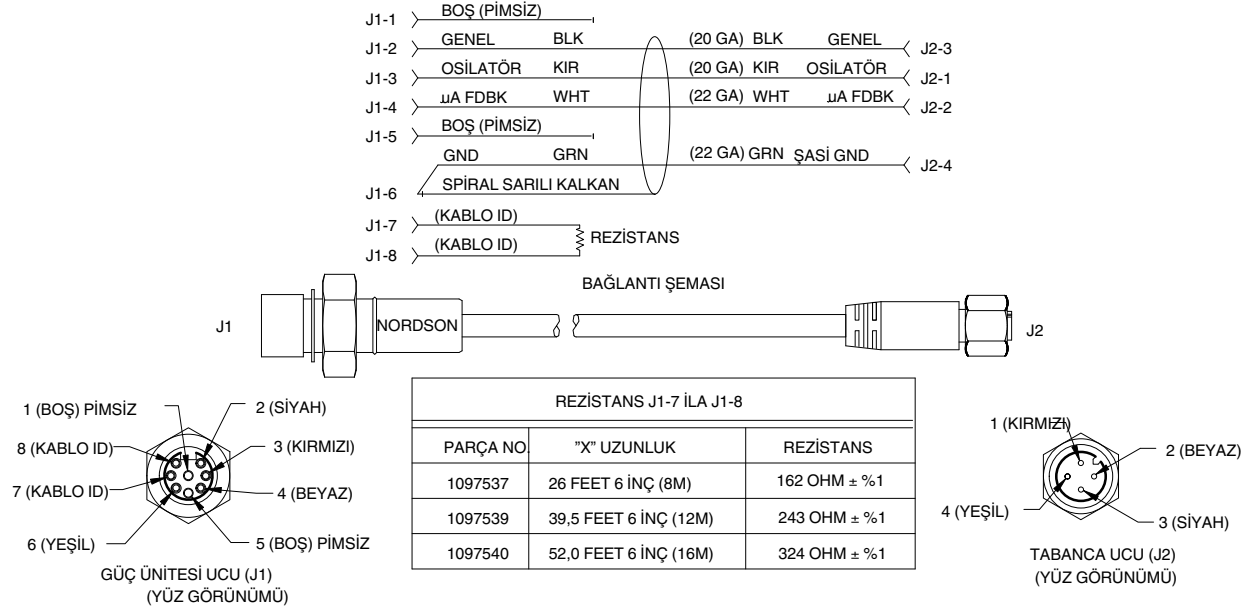 J1-1 BOŞ (PİMSİZ)
J1-2 GENEL BLK (20 GA) BLK GENEL J2-3
J1-3 OSİLATÖR KIR (20 GA) KIR OSİLATÖR J2-1
J1-4 µA FDBK WHT (22 GA) WHT µA FDBK J2-2
J1-5 BOŞ (PİMSİZ)
GND GRN (22 GA) GRN ŞASİ GND J2-4
J1-6 SPİRAL SARILI KALKAN
J1-7 (KABLO ID)
REZİSTANS
J1-8 (KABLO ID)
BAĞLANTI ŞEMASI
J1 NORDSON J2
1 (BOŞ) PİMSİZ
2 (SİYAH)
8 (KABLO ID)
3 (KIRMIZI)
7 (KABLO ID)
4 (BEYAZ)
6 (YEŞİL)
5 (BOŞ) PİMSİZ
GÜÇ ÜNİTESİ UCU (J1)
(YÜZ GÖRÜNÜMÜ)
REZİSTANS J1-7 İLA J1-8
PARÇA NO. "X" UZUNLUK REZİSTANS
1097537 26 FEET 6 İNÇ (8M) 162 OHM ± %1
1097539 39,5 FEET 6 İNÇ (12M) 243 OHM ± %1
1097540 52,0 FEET 6 İNÇ (16M) 324 OHM ± %1
1 (KIRMIZI)
2 (BEYAZ)
4 (YEŞİL)
3 (SİYAH)
TABANCA UCU (J2)
(YÜZ GÖRÜNÜMÜ)